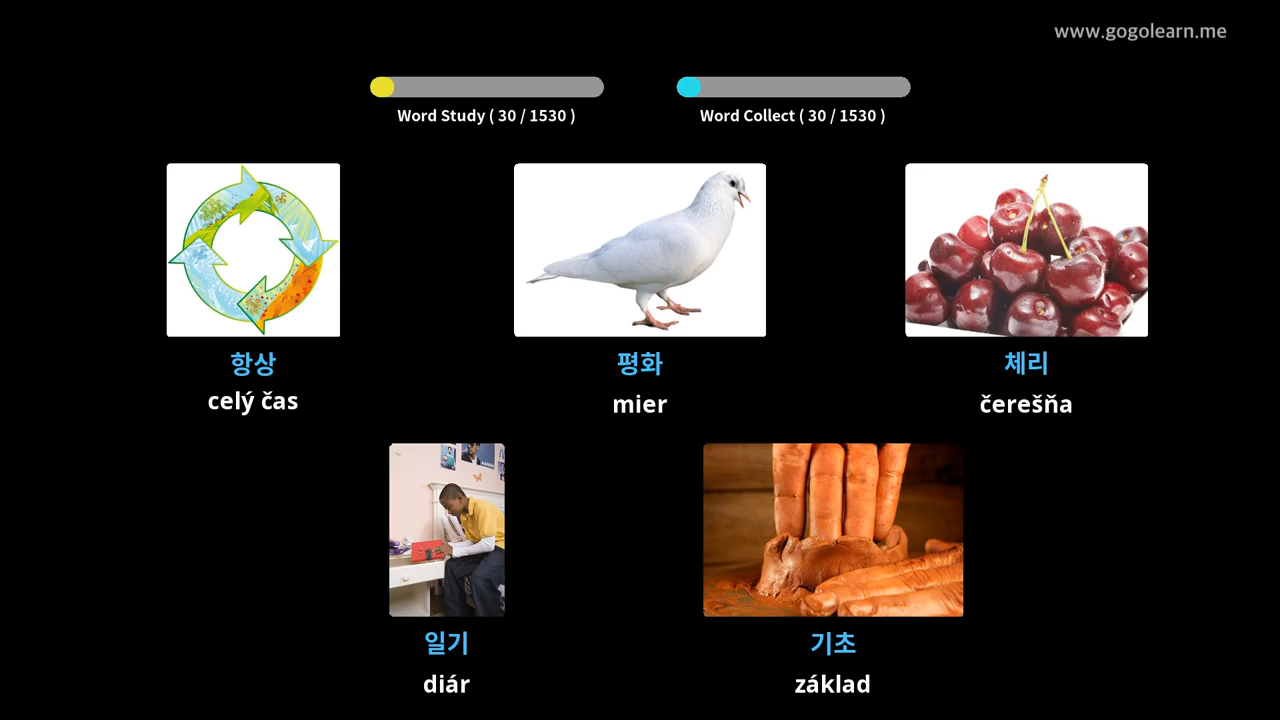 www.gogolearn.me
Word Study ( 30 / 1530 )
Word Collect ( 30 / 1530 )
항상
celý čas
평화
mier
체리
čerešňa
일기
diár
기초
základ